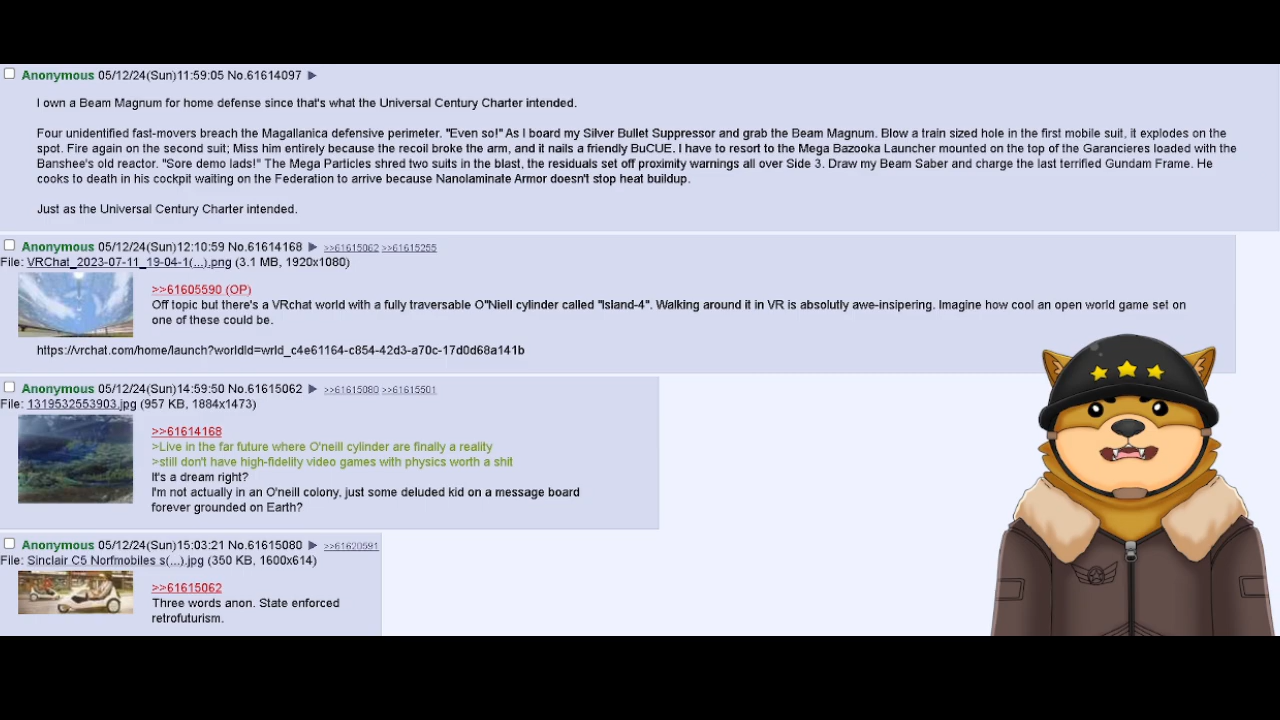 Anonymous 05/12/24(Sun)11:59:05 No.61614097 ▶
I own a Beam Magnum for home defense since that's what the Universal Century Charter intended.
Four unidentified fast-movers breach the Magallanica defensive perimeter. "Even so!" As I board my Silver Bullet Suppressor and grab the Beam Magnum. Blow a train sized hole in the first mobile suit, it explodes on the
spot. Fire again on the second suit; Miss him entirely because the recoil broke the arm, and it nails a friendly BuCUE. I have to resort to the Mega Bazooka Launcher mounted on the top of the Garancieres loaded with the
Banshee's old reactor. "Sore demo lads!" The Mega Particles shred two suits in the blast, the residuals set off proximity warnings all over Side 3. Draw my Beam Saber and charge the last terrified Gundam Frame. He
cooks to death in his cockpit waiting on the Federation to arrive because Nanolaminate Armor doesn't stop heat buildup.
Just as the Universal Century Charter intended.
Anonymous 05/12/24(Sun)12:10:59 No.61614168 ▶ >>61615062 >>61615255
File: VRChat_2023-07-11_19-04-1(...).png (3.1 MB, 1920x1080)
>>61605590 (OP)
Off topic but there's a VRchat world with a fully traversable O"Niell cylinder called "Island-4". Walking around it in VR is absolutly awe-insipering. Imagine how cool an open world game set on
one of these could be.
https://vrchat.com/home/launch?worldId=wrld_c4e61164-c854-42d3-a70c-17d0d68a141b
Anonymous 05/12/24(Sun)14:59:50 No.61615062 ▶ >>61615080 >>61615501
File: 1319532553903.jpg (957 KB, 1884x1473)
>>61614168
>Live in the far future where O'neill cylinder are finally a reality
>still don't have high-fidelity video games with physics worth a shit
It's a dream right?
I'm not actually in an O'neill colony, just some deluded kid on a message board
forever grounded on Earth?
Anonymous 05/12/24(Sun)15:03:21 No.61615080 ▶ >>61620591
File: Sinclair C5 Norfmobiles s(...).jpg (350 KB, 1600x614)
>>61615062
Three words anon. State enforced
retrofuturism.